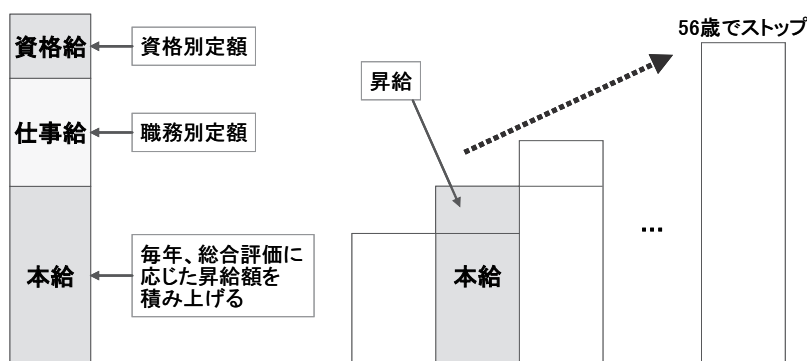 資格給
資格別定額
仕事給
職務別定額
本給
毎年、総合評価に
応じた昇給額を
積み上げる
56歳でストップ
昇給
本給
…